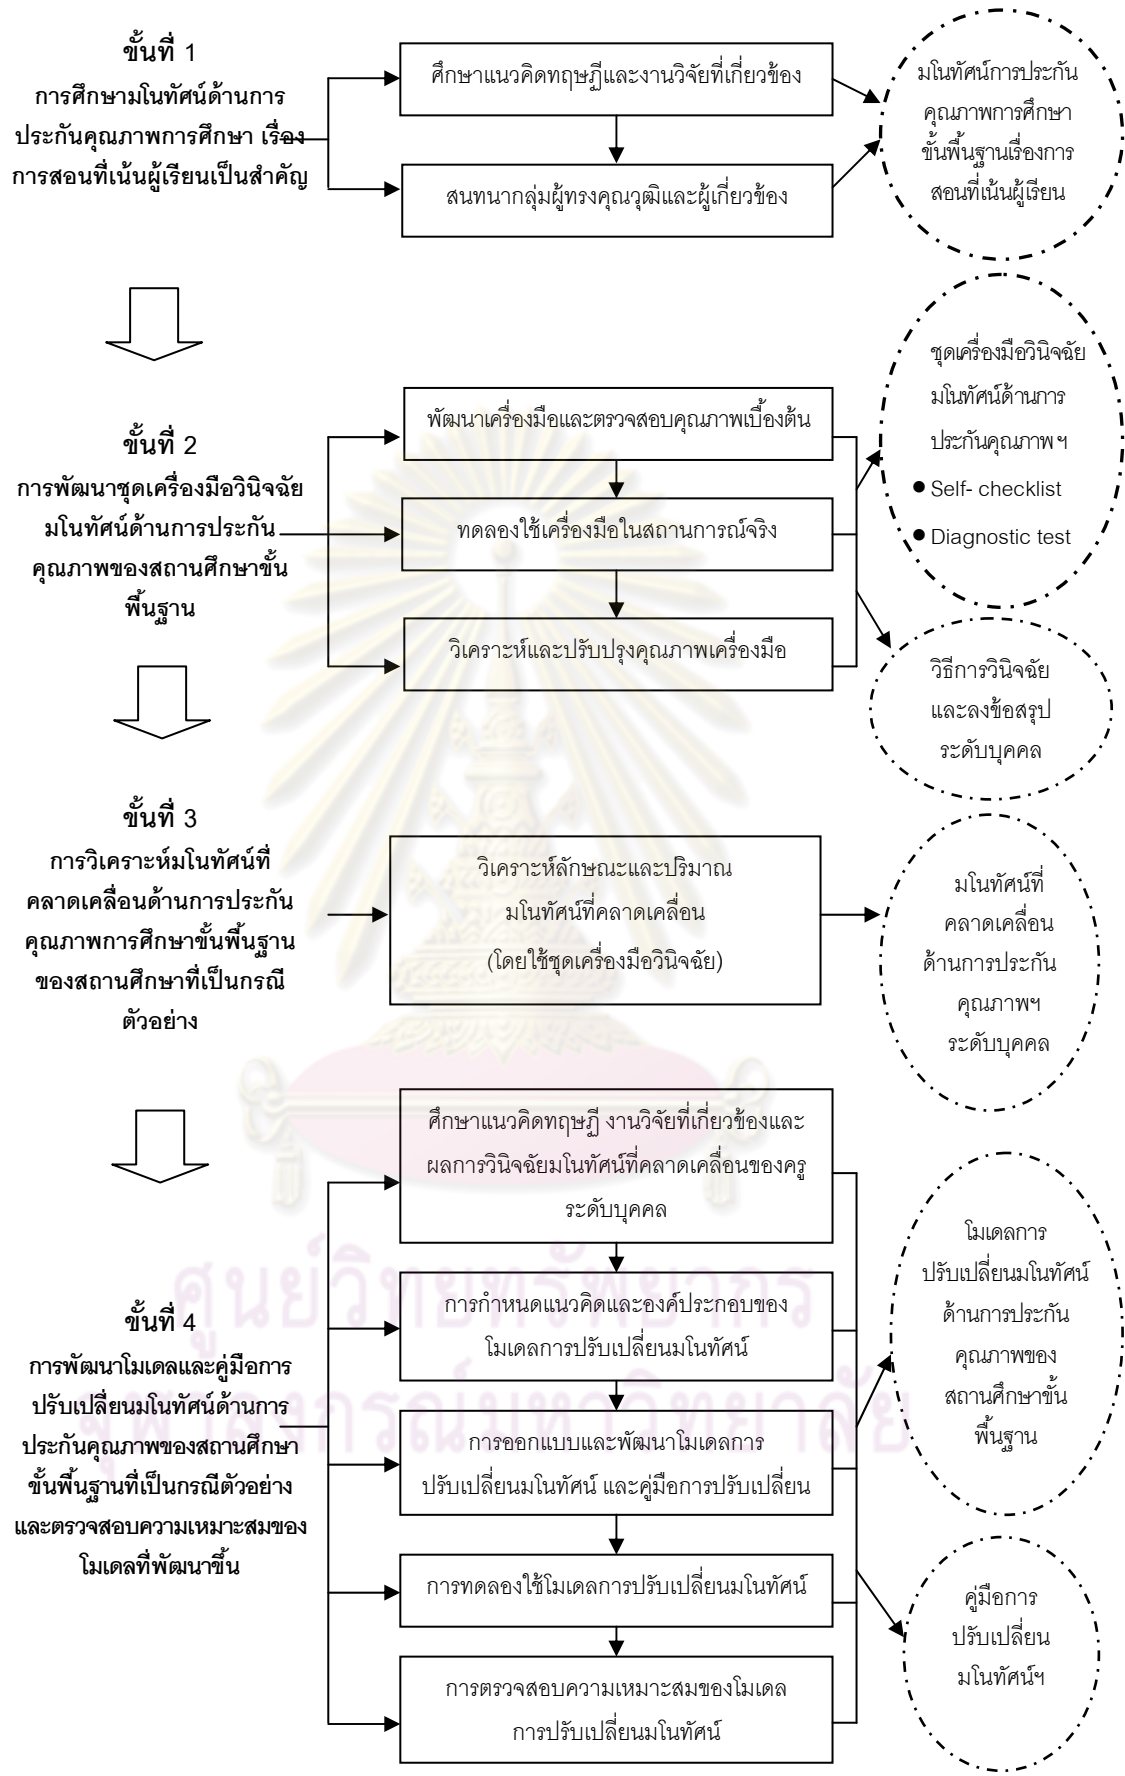 ขั้นที่ 1
การศึกษามโนทัศน์ด้านการ
ประกันคุณภาพการศึกษา เรื่อง
การสอนที่เน้นผู้เรียนเป็นสำคัญ
ศึกษาแนวคิดทฤษฎีและงานวิจัยที่เกี่ยวข้อง
สนทนากลุ่มผู้ทรงคุณวุฒิและผู้เกี่ยวข้อง
มโนทัศน์การประกัน
คุณภาพการศึกษา
ขั้นพื้นฐานเรื่องการ
สอนที่เน้นผู้เรียน
ขั้นที่ 2
การพัฒนาชุดเครื่องมือวินิจฉัย
มโนทัศน์ด้านการประกัน
คุณภาพของสถานศึกษาขั้น
พื้นฐาน
พัฒนาเครื่องมือและตรวจสอบคุณภาพเบื้องต้น
ทดลองใช้เครื่องมือในสถานการณ์จริง
วิเคราะห์และปรับปรุงคุณภาพเครื่องมือ
ชุดเครื่องมือวินิจฉัย
มโนทัศน์ด้านการ
ประกันคุณภาพ ฯ
● Self- checklist
● Diagnostic test
วิธีการวินิจฉัย
และลงข้อสรุป
ระดับบุคคล
ขั้นที่ 3
การวิเคราะห์มโนทัศน์ที่
คลาดเคลื่อนด้านการประกัน
คุณภาพการศึกษาขั้นพื้นฐาน
ของสถานศึกษาที่เป็นกรณี
ตัวอย่าง
วิเคราะห์ลักษณะและปริมาณ
มโนทัศน์ที่คลาดเคลื่อน
(โดยใช้ชุดเครื่องมือวินิจฉัย)
มโนทัศน์ที่
คลาดเคลื่อน
ด้านการประกัน
คุณภาพฯ
ระดับบุคคล
ขั้นที่ 4
การพัฒนาโมเดลและคู่มือการ
ปรับเปลี่ยนมโนทัศน์ด้านการ
ประกันคุณภาพของสถานศึกษา
ขั้นพื้นฐานที่เป็นกรณีตัวอย่าง
และตรวจสอบความเหมาะสมของ
โมเดลที่พัฒนาขึ้น
ศึกษาแนวคิดทฤษฎี งานวิจัยที่เกี่ยวข้องและ
ผลการวินิจฉัยมโนทัศน์ที่คลาดเคลื่อนของครู
ระดับบุคคล
การกำหนดแนวคิดและองค์ประกอบของ
โมเดลการปรับเปลี่ยนมโนทัศน์
การออกแบบและพัฒนาโมเดลการ
ปรับเปลี่ยนมโนทัศน์ และคู่มือการปรับเปลี่ยน
การทดลองใช้โมเดลการปรับเปลี่ยนมโนทัศน์
การตรวจสอบความเหมาะสมของโมเดล
การปรับเปลี่ยนมโนทัศน์
โมเดลการ
ปรับเปลี่ยนมโนทัศน์
ด้านการประกัน
คุณภาพของ
สถานศึกษาขั้น
พื้นฐาน
คู่มือการ
ปรับเปลี่ยน
มโนทัศน์ฯ
ศูนย์วิทยทรัพยากร
จุฬาลงกรณ์มหาวิทยาลัย